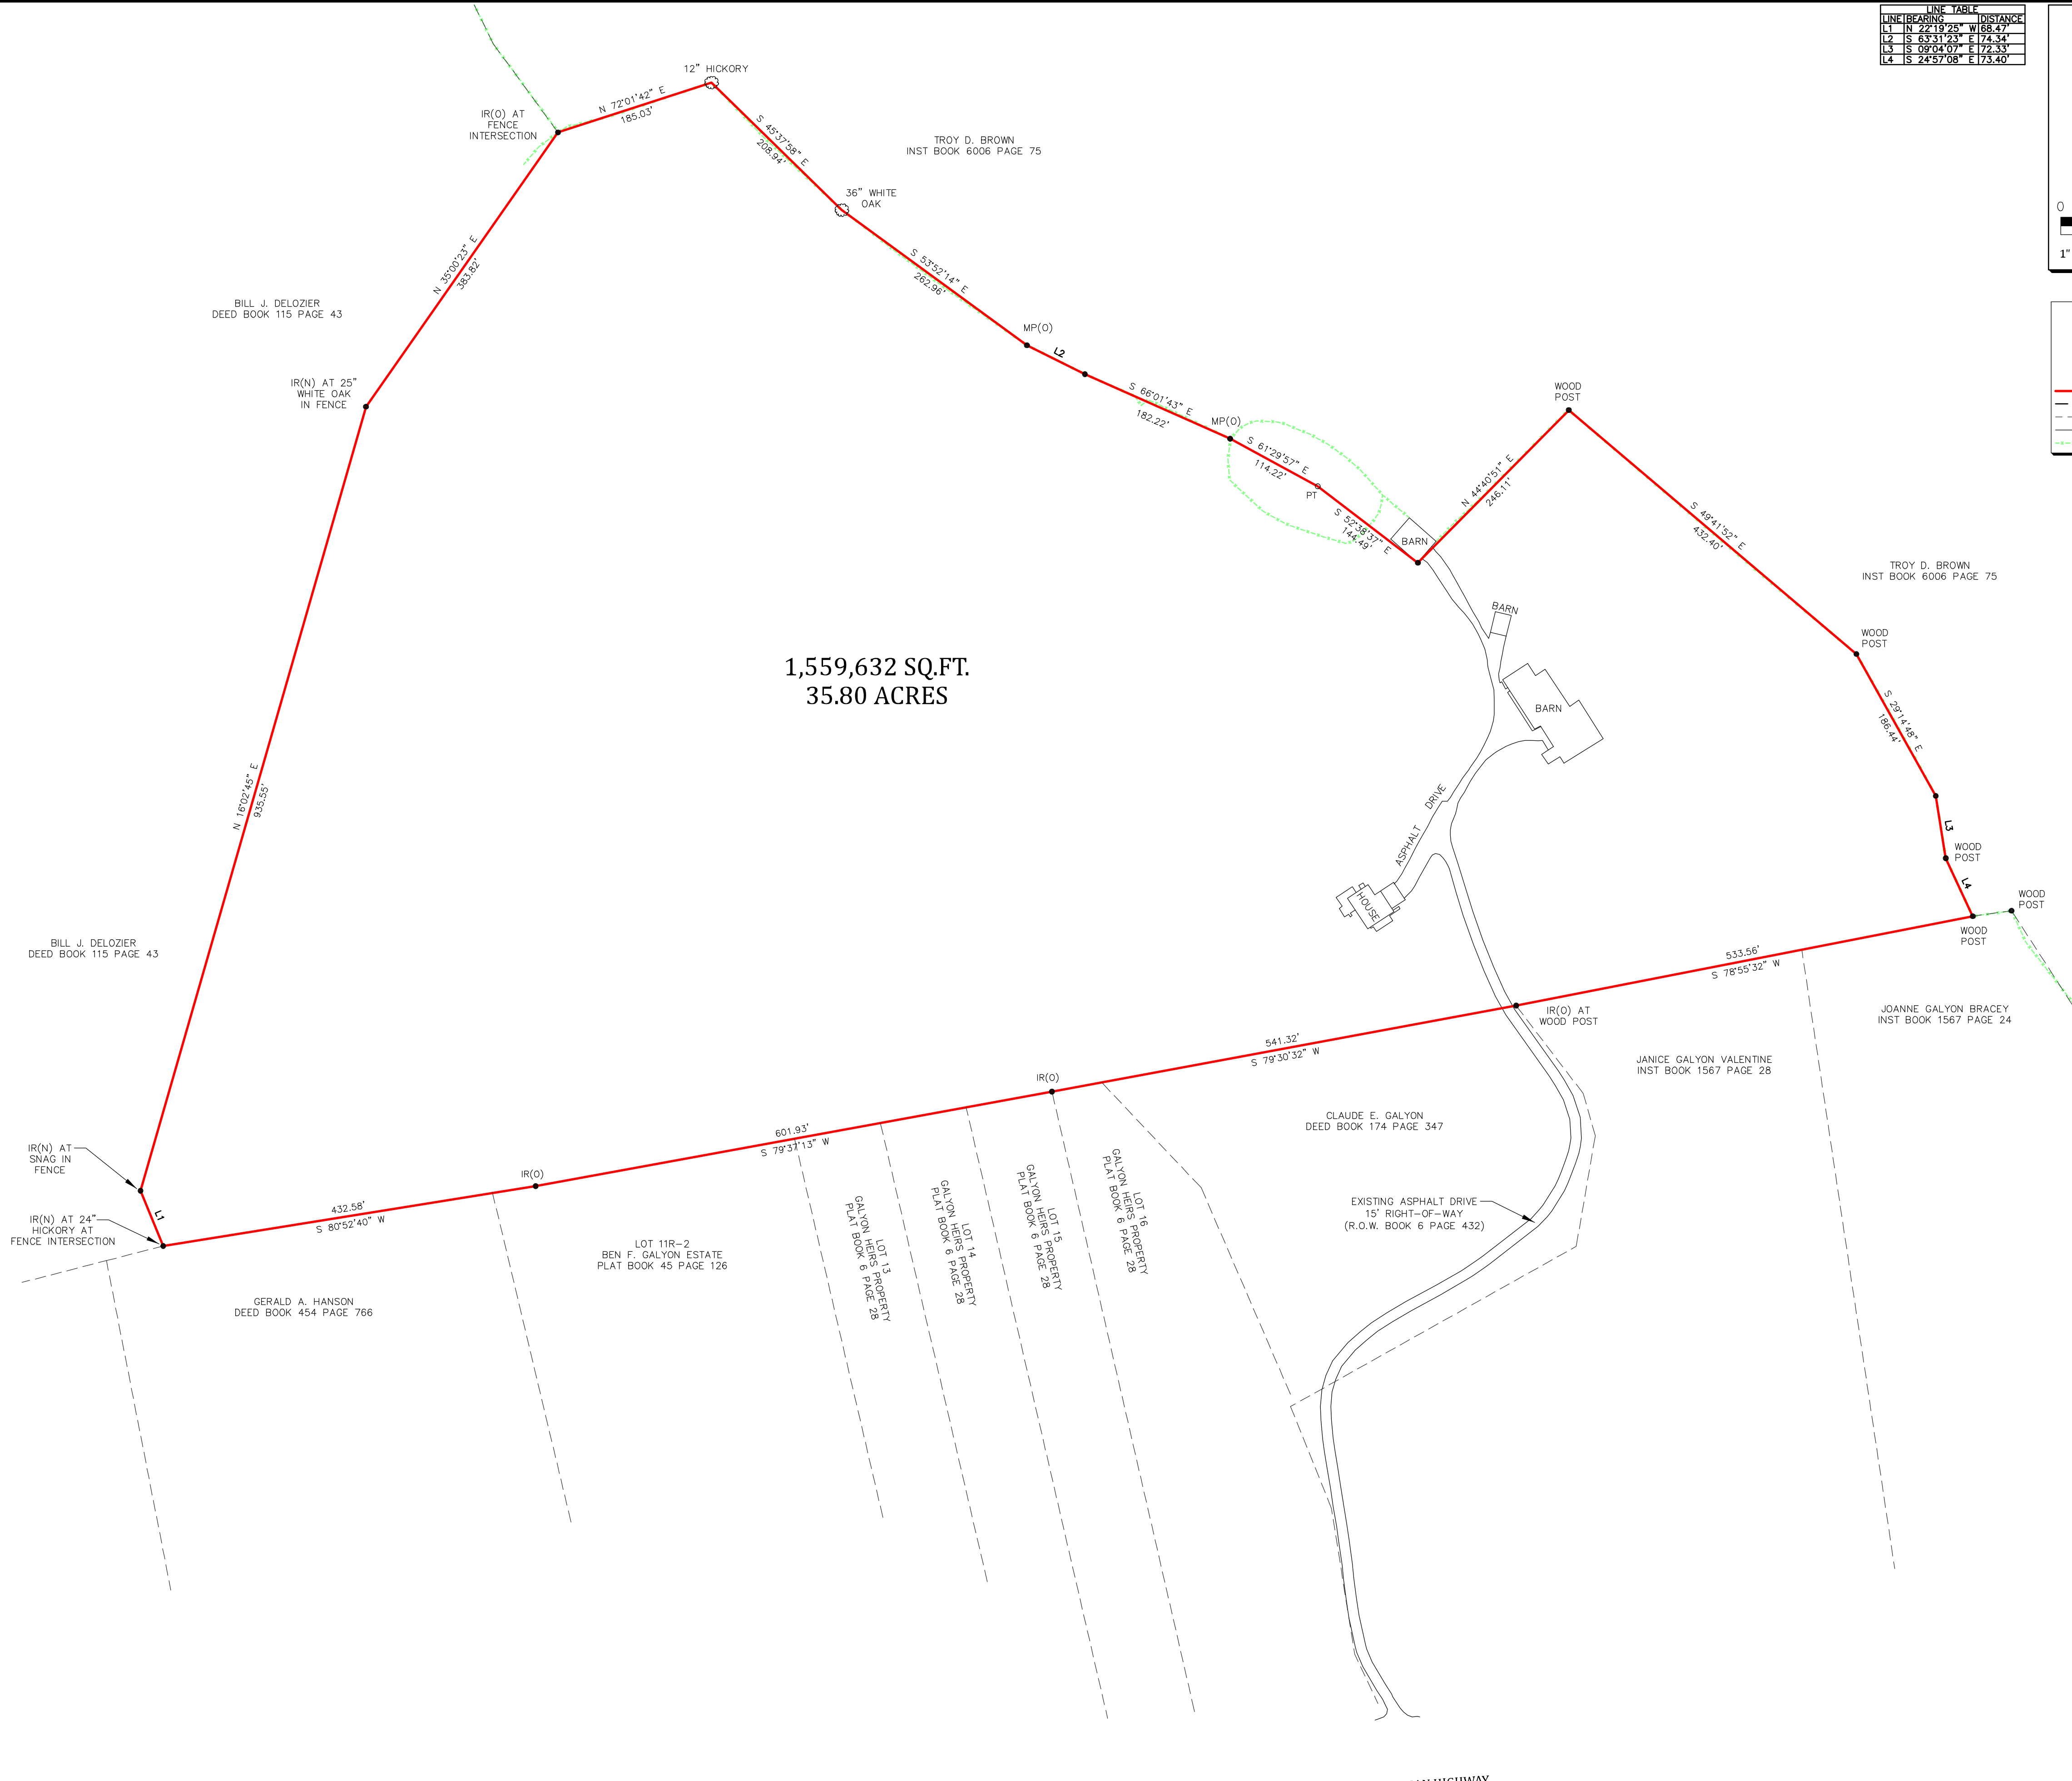 LINE TABLE
LINE BEARING DISTANCE
L1 N 22°19'25" W 68.47'
L2 S 63°31'23" E 74.34'
L3 S 09°04'07" E 72.33'
L4 S 24°57'08" E 73.40'
0
1"
12" HICKORY
N 72°01'42" E
185.03'
IR(O) AT
FENCE
INTERSECTION
S 45°37'58" E
208.94'
TROY D. BROWN
INST BOOK 6006 PAGE 75
36" WHITE
OAK
N 35°00'23" E
383.82'
S 53°52'14" E
262.96'
BILL J. DELOZIER
DEED BOOK 115 PAGE 43
MP(O)
L2
IR(N) AT 25"
WHITE OAK
IN FENCE
S 66°01'43" E
182.22'
MP(O)
S 61°29'57" E
114.22'
PT
S 52°38'37" E
144.49'
BARN
N 44°40'51" E
246.11'
WOOD
POST
S 49°41'52" E
432.40'
TROY D. BROWN
INST BOOK 6006 PAGE 75
BARN
WOOD
POST
1,559,632 SQ.FT.
35.80 ACRES
BARN
S 29°14'48" E
186.44'
N 16°02'45" E
935.55'
ASPHALT DRIVE
L3
WOOD
POST
L4
HOUSE
WOOD
POST
WOOD
POST
BILL J. DELOZIER
DEED BOOK 115 PAGE 43
533.56'
S 78°55'32" W
IR(O) AT
WOOD POST
JOANNE GALYON BRACEY
INST BOOK 1567 PAGE 24
541.32'
S 79°30'32" W
JANICE GALYON VALENTINE
INST BOOK 1567 PAGE 28
IR(O)
CLAUDE E. GALYON
DEED BOOK 174 PAGE 347
601.93'
S 79°37'13" W
IR(N) AT
SNAG IN
FENCE
IR(O)
432.58'
S 80°52'40" W
L1
IR(N) AT 24"
HICKORY AT
FENCE INTERSECTION
LOT 11R-2
BEN F. GALYON ESTATE
PLAT BOOK 45 PAGE 126
LOT 13
GALYON HEIRS PROPERTY
PLAT BOOK 6 PAGE 28
LOT 14
GALYON HEIRS PROPERTY
PLAT BOOK 6 PAGE 28
LOT 15
GALYON HEIRS PROPERTY
PLAT BOOK 6 PAGE 28
LOT 16
GALYON HEIRS PROPERTY
PLAT BOOK 6 PAGE 28
EXISTING ASPHALT DRIVE
15' RIGHT-OF-WAY
(R.O.W. BOOK 6 PAGE 432)
GERALD A. HANSON
DEED BOOK 454 PAGE 766
HIGHWAY